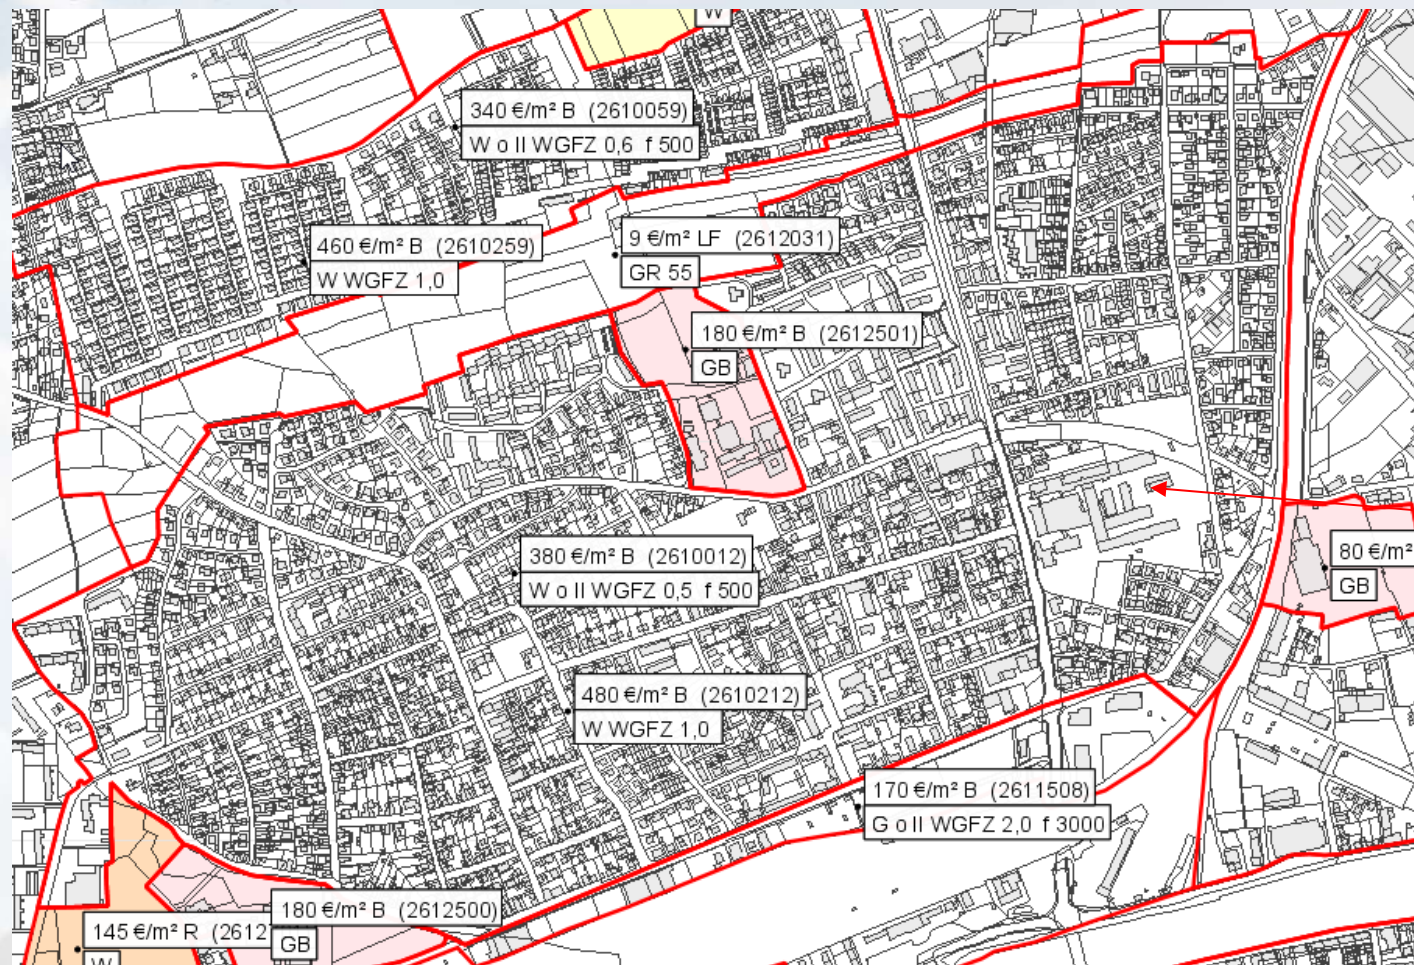 W
340 €/m² B (2610059)
W o II WGFZ 0,6 f 500
460 €/m² B (2610259)
W WGFZ 1,0
9 €/m² LF (2612031)
GR 55
180 €/m² B (2612501)
GB
380 €/m² B (2610012)
W o II WGFZ 0,5 f 500
80 €/m²
GB
480 €/m² B (2610212)
W WGFZ 1,0
170 €/m² B (2611508)
G o II WGFZ 2,0 f 3000
180 €/m² B (2612500)
GB
145 €/m² R (2612
W